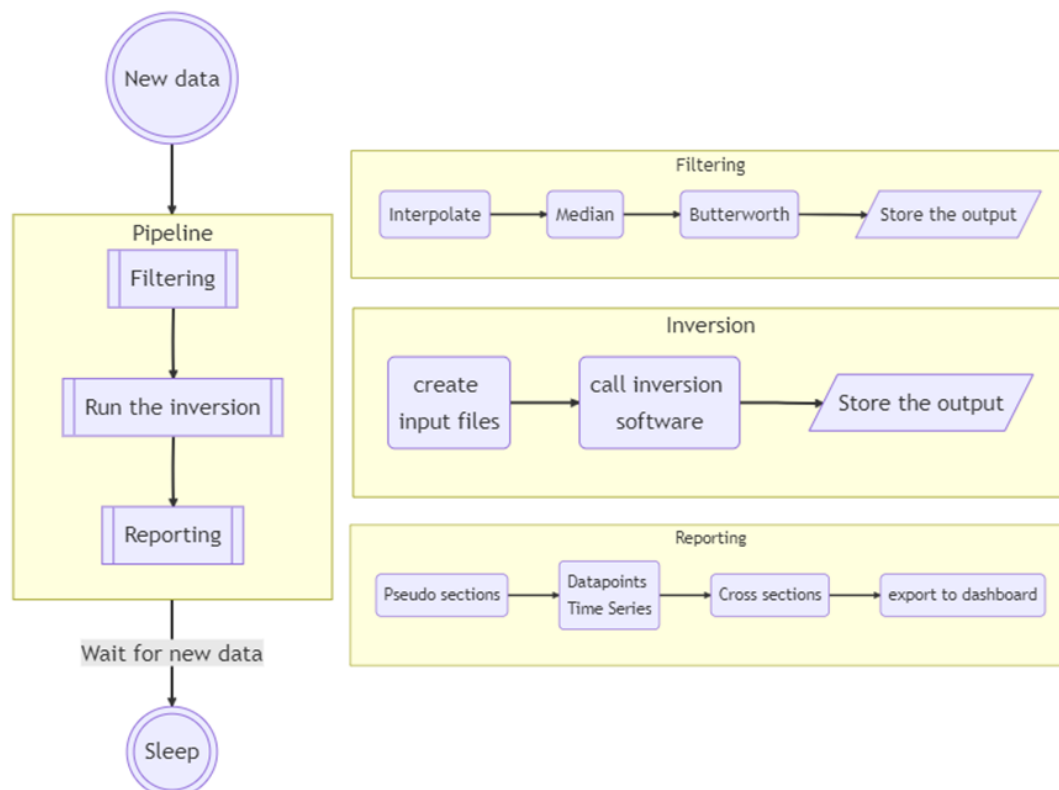 New data
Pipeline
Filtering
Run the inversion
Reporting
Wait for new data
Sleep
Filtering
Interpolate
Median
Butterworth
Store the output
Inversion
create
input files
call inversion
software
Store the output
Reporting
Pseudo sections
Datapoints
Time Series
Cross sections
export to dashboard